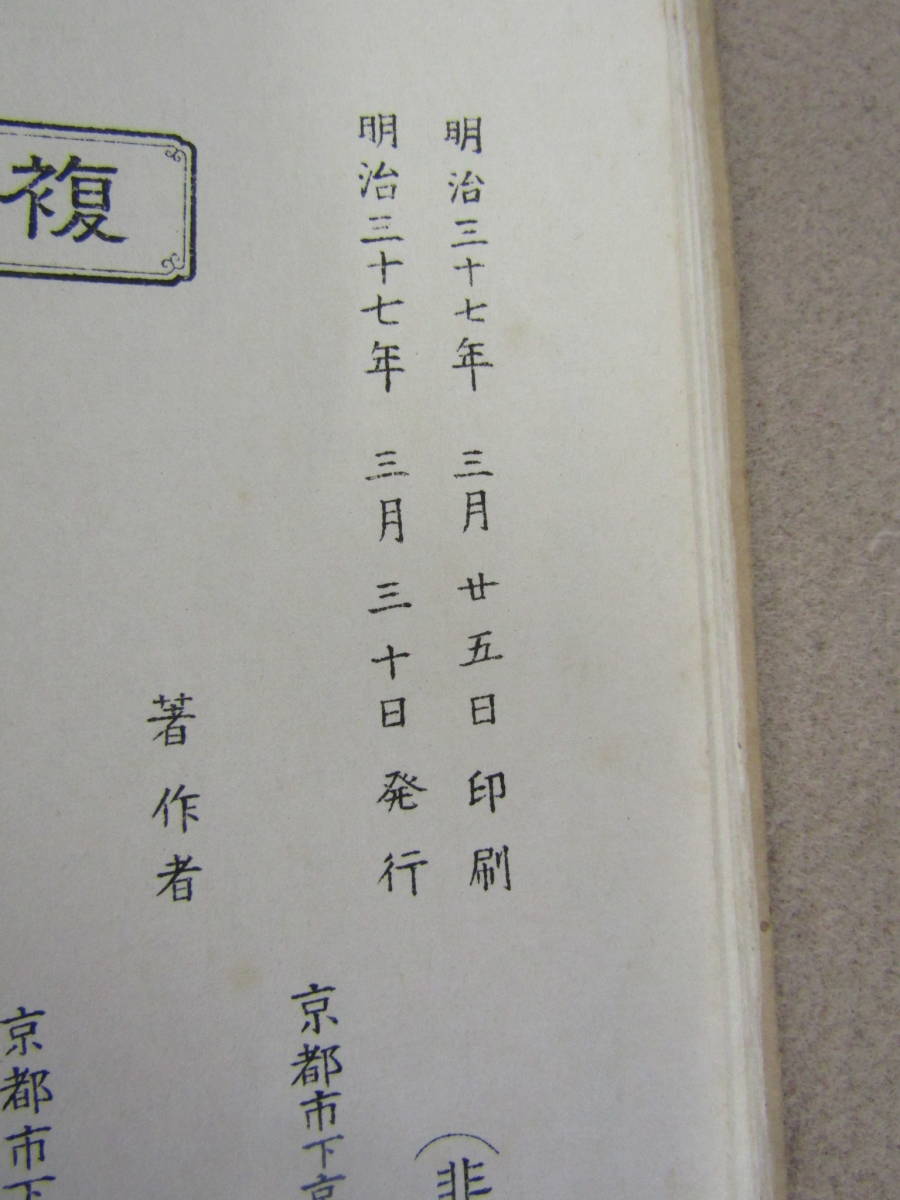 明治三十七年 三月 廿五日 印刷
明治三十七年 三月 三十日 発行
(非
京都市下京
著作者
京都市下
複